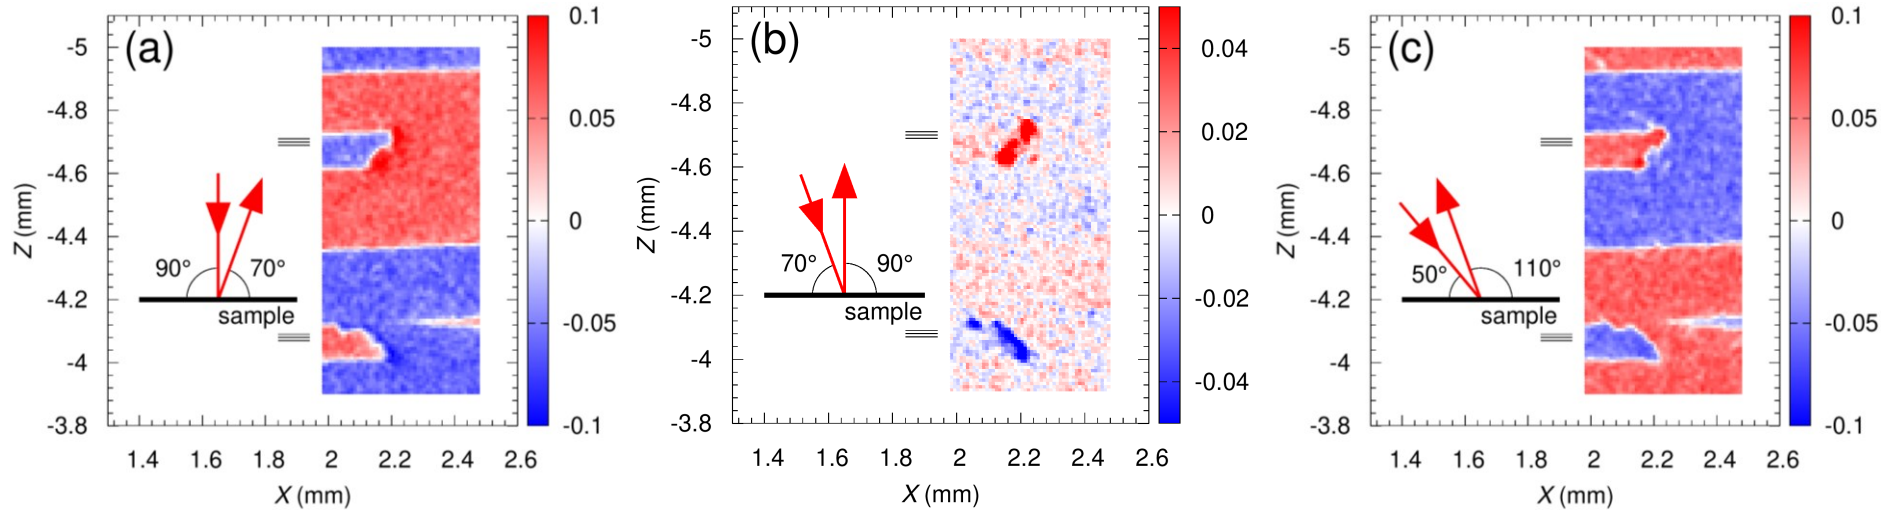 (a)
-5
-4.8
-4.6
-4.4
-4.2
-4
-3.8
Z (mm)
90° 70°
sample
1.4 1.6 1.8 2 2.2 2.4 2.6
X (mm)
0.1
0.05
0
-0.05
-0.1
(b)
-5
-4.8
-4.6
-4.4
-4.2
-4
-3.8
Z (mm)
70° 90°
sample
1.4 1.6 1.8 2 2.2 2.4 2.6
X (mm)
0.04
0.02
0
-0.02
-0.04
(c)
-5
-4.8
-4.6
-4.4
-4.2
-4
-3.8
Z (mm)
50° 110°
sample
1.4 1.6 1.8 2 2.2 2.4 2.6
X (mm)
0.1
0.05
0
-0.05
-0.1